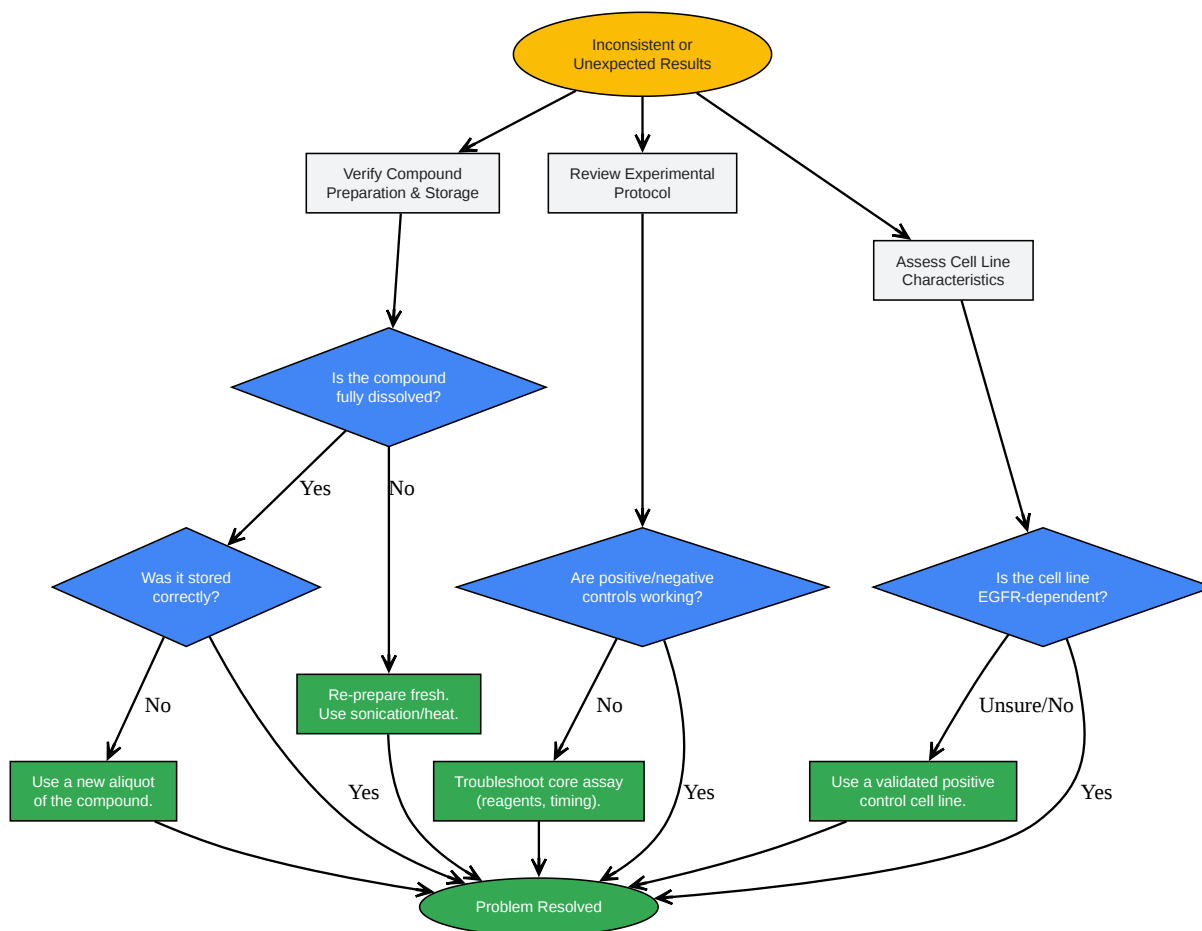 Inconsistent or
Unexpected Results
Verify Compound
Preparation & Storage
Review Experimental
Protocol
Assess Cell Line
Characteristics
Is the compound
fully dissolved?
Yes
No
Was it stored
correctly?
Are positive/negative
controls working?
Is the cell line
EGFR-dependent?
No
Re-prepare fresh.
Use sonication/heat.
No
Unsure/No
Use a new aliquot
of the compound.
Yes
Troubleshoot core assay
(reagents, timing).
Yes
Use a validated positive
control cell line.
Yes
Problem Resolved